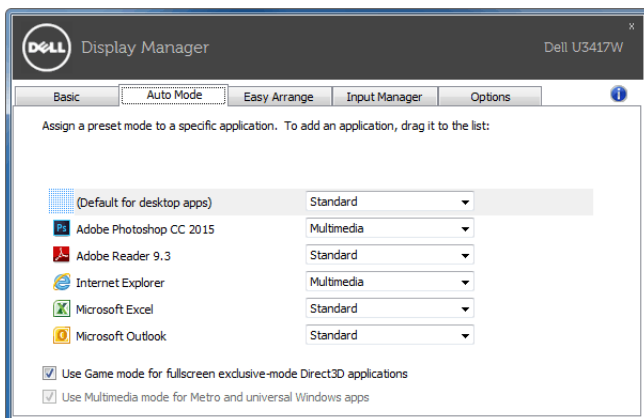 x
DELL Display Manager Dell U3417W
Basic Auto Mode Easy Arrange Input Manager Options i
Assign a preset mode to a specific application. To add an application, drag it to the list:
(Default for desktop apps) Standard
Ps Adobe Photoshop CC 2015 Multimedia
Adobe Reader 9.3 Standard
Internet Explorer Multimedia
Microsoft Excel Standard
Microsoft Outlook Standard
Use Game mode for fullscreen exclusive-mode Direct3D applications
Use Multimedia mode for Metro and universal Windows apps